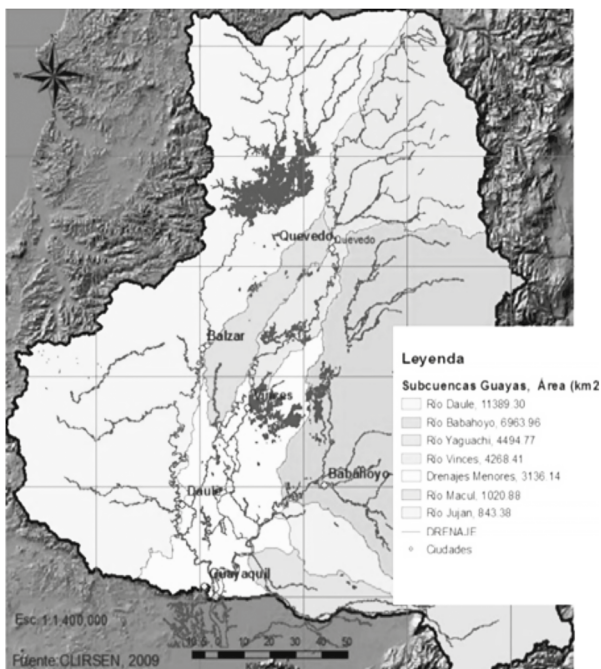 Quevedo
Quevedo
Balzar
Vinces
Daule
Babahoyo
Guayaquil
Leyenda
Subcuencas Guayas, Área (km2
Río Daule, 11389.30
Río Babahoyo, 6963.96
Río Yaguachi, 4494.77
Río Vinces, 4268.41
Drenajes Menores, 3136.14
Río Macul, 1020.88
Río Jujan, 843.38
DRENAJE
Ciudades
Esc: 1:1.400,000
10 20 30 40 50
Fuente:CLIRSEN, 2009